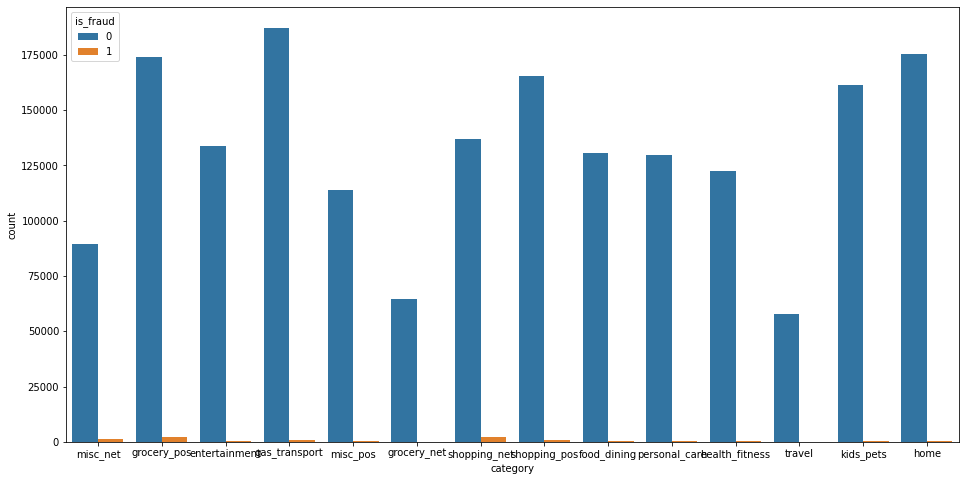 is_fraud
0
1
175000
150000
125000
100000
75000
50000
25000
0
count
misc_net grocery_pos entertainment gas_transport misc_pos grocery_net shopping_net shopping_pos food_dining personal_care health_fitness travel kids_pets home
category